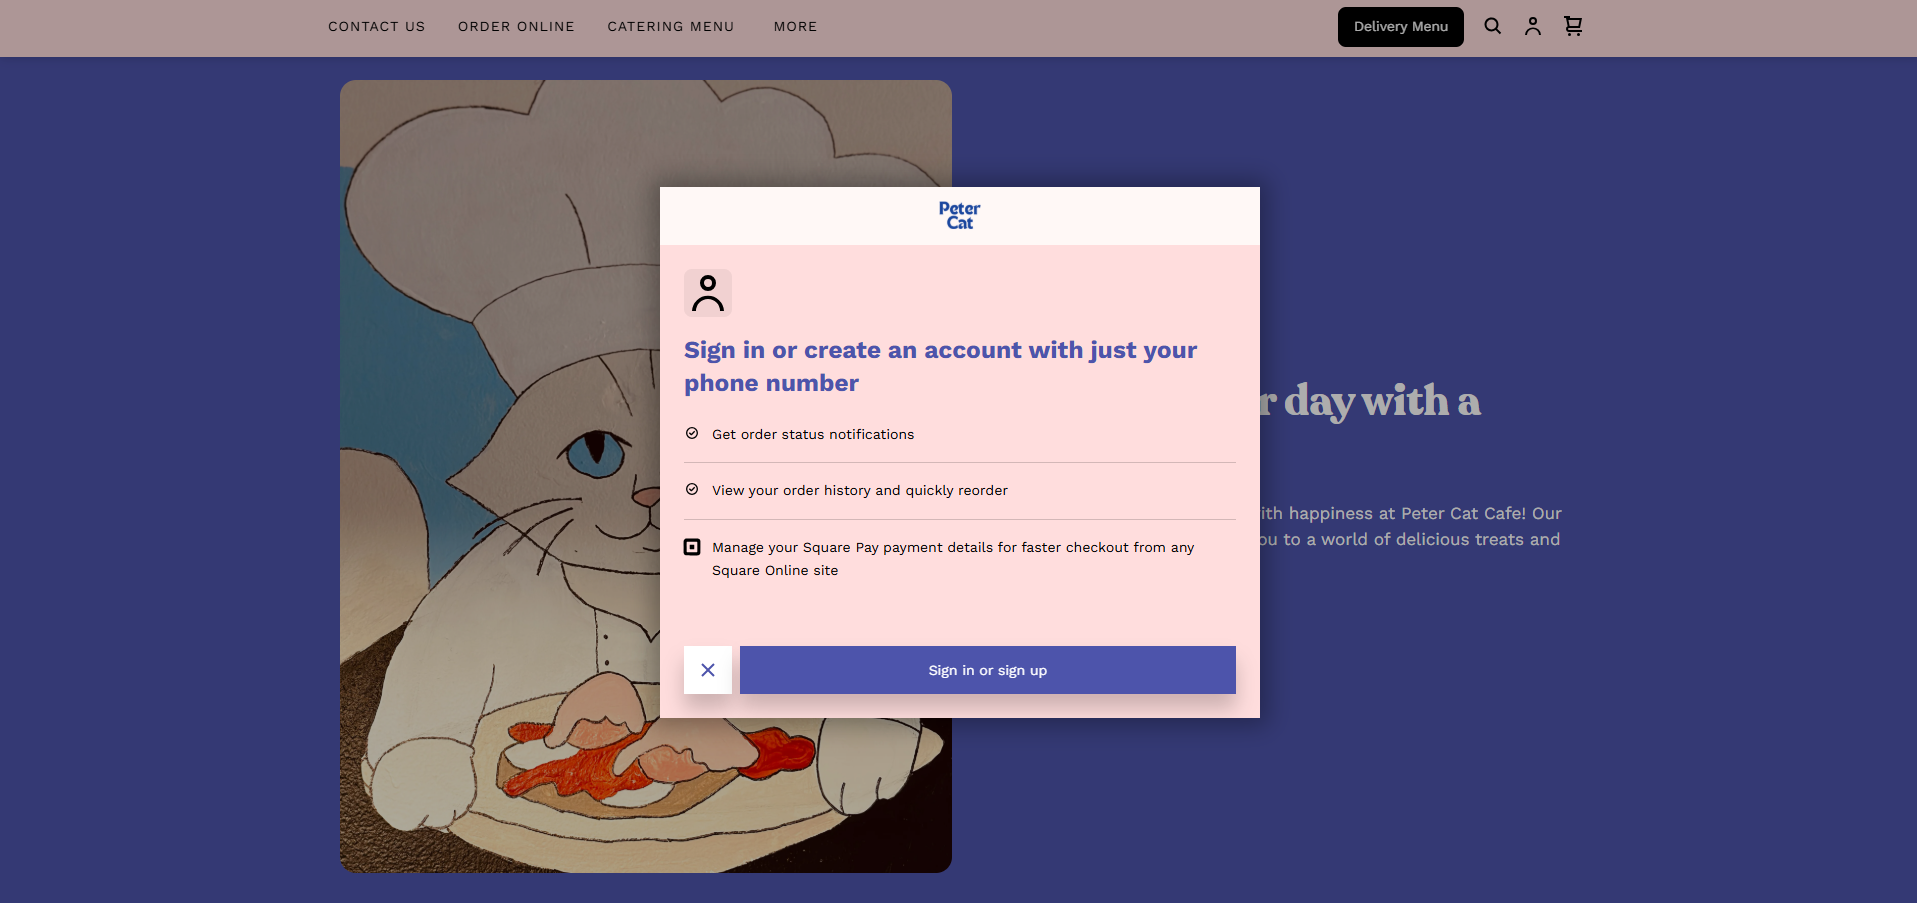 CONTACT US ORDER ONLINE CATERING MENU MORE Delivery Menu
Peter
Cat
Sign in or create an account with just your
phone number
Get order status notifications
View your order history and quickly reorder
Manage your Square Pay payment details for faster checkout from any
Square Online site
Sign in or sign up
day with a
happiness at Peter Cat Cafe! Our
to a world of delicious treats and